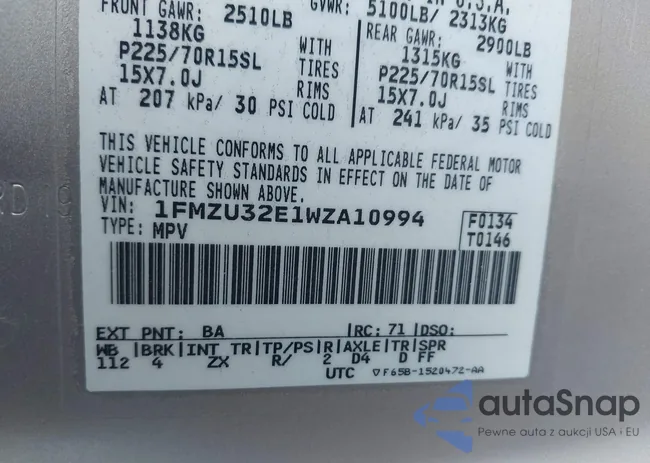 FRONT GAWR: 2510LB
1138KG WITH
P225/70R15SL TIRES
15X7.0J RIMS
AT 207 kPa/ 30 PSI COLD
IN U.S.A.
GVWR: 5100LB/ 2313KG
REAR GAWR: 2900LB
1315KG WITH
P225/70R15SL TIRES
15X7.0J RIMS
AT 241 kPa/ 35 PSI COLD
THIS VEHICLE CONFORMS TO ALL APPLICABLE FEDERAL MOTOR
VEHICLE SAFETY STANDARDS IN EFFECT ON THE DATE OF
MANUFACTURE SHOWN ABOVE.
VIN: 1FMZU32E1WZA10994 F0134
TYPE: MPV T0146
EXT PNT: BA |RC: 71 |DSO:
WB |BRK|INT TR|TP/PS|R|AXLE|TR|SPR
112 4 ZX R/ 2 D4 D FF
UTC ▽F65B-1520472-AA
autaSnap
Pewne auta z aukcji USA i EU